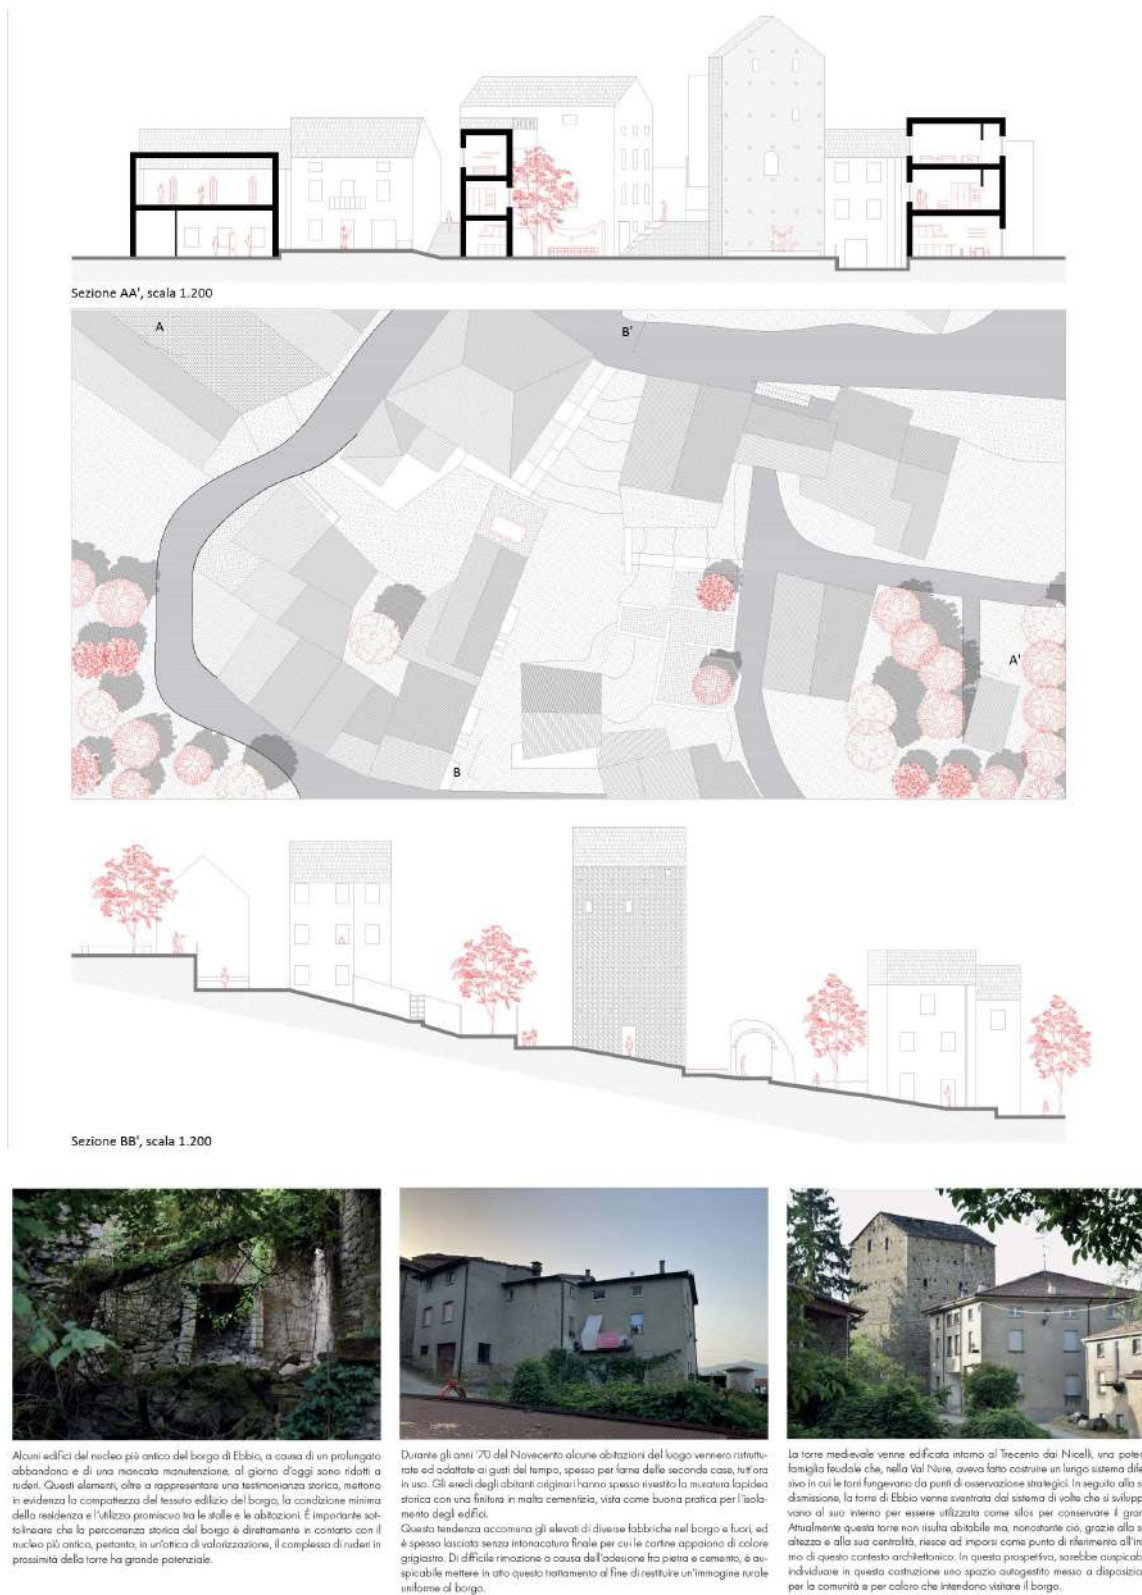 Sezione AA', scala 1.200
A
B'
A'
B
Sezione BB', scala 1.200
Alcuni edifici del nucleo più antico del borgo di Ebbio, a causa di un prolungato
abbandono e di una mancata manutenzione, al giorno d'oggi sono ridotti a
ruderi. Questi elementi, oltre a rappresentare una testimonianza storica, mettono
in evidenza la compattezza del tessuto edilizio del borgo, la condizione minima
della residenza e l'utilizzo promiscuo tra le stalle e le abitazioni. È importante sot-
tolineare che la percorrenza storica del borgo è direttamente in contatto con il
nucleo più antico, pertanto, in un'ottica di valorizzazione, il complesso di ruderi in
prossimità della torre ha grande potenziale.
Durante gli anni '70 del Novecento alcune abitazioni del luogo vennero ristruttu-
rate ed adattate ai gusti del tempo, spesso per farne delle seconde case, tutt'ora
in uso. Gli eredi degli abitanti originari hanno spesso rivestito la muratura lapidea
storica con una finitura in malta cementizia, vista come buona pratica per l'isola-
mento degli edifici.
Questa tendenza accomuna gli elevati di diverse fabbriche nel borgo e fuori, ed
è spesso lasciata senza intonacatura finale per cui le cortine appaiono di colore
grigiastro. Di difficile rimozione a causa dell'adesione fra pietra e cemento, è au-
spicabile mettere in atto questo trattamento al fine di restituire un'immagine rurale
uniforme al borgo.
La torre medievale venne edificata intorno al Trecento dai Nicelli, una poten
famiglia feudale che, nella Val Nure, aveva fatto costruire un lungo sistema dife
sivo in cui le torri fungevano da punti di osservazione strategici. In seguito alla s
dismissione, la torre di Ebbio venne sventrata dal sistema di volte che si svilup
vano al suo interno per essere utilizzata come silos per conservare il gran
Attualmente questa torre non risulta abitabile ma, nonostante ciò, grazie alla s
altezza e alla sua centralità, riesce ad imporsi come punto di riferimento all'in
mo di questo contesto architettonico. In questa prospettiva, sarebbe auspicab
individuare in questa costruzione uno spazio autogestito messo a disposizio
per la comunità e per coloro che intendono visitare il borgo.